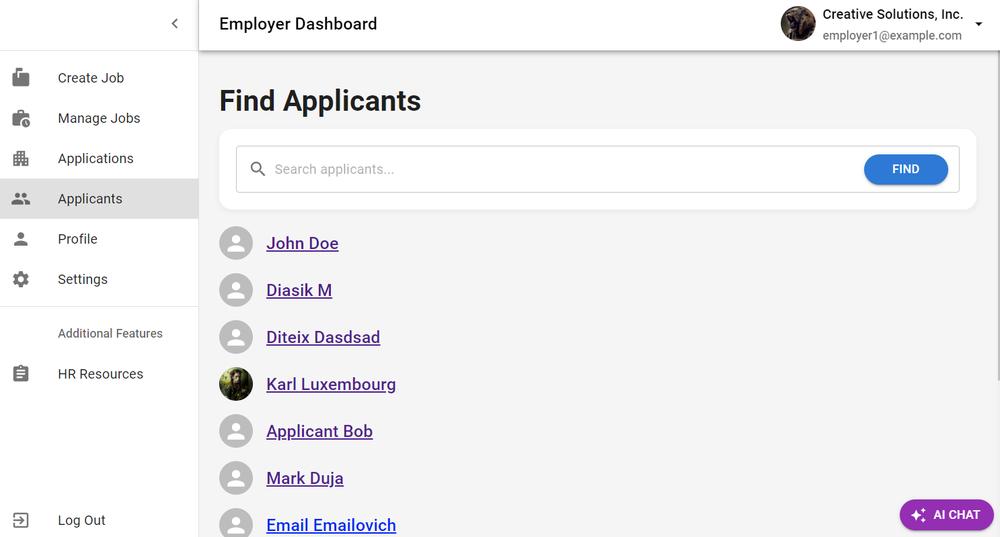 Employer Dashboard
Creative Solutions, Inc.
employer1@example.com
Create Job
Manage Jobs
Applications
Applicants
Profile
Settings
Additional Features
HR Resources
Log Out
Find Applicants
Search applicants...
FIND
John Doe
Diasik M
Diteix Dasdsad
Karl Luxembourg
Applicant Bob
Mark Duja
Email Emailovich
AI CHAT